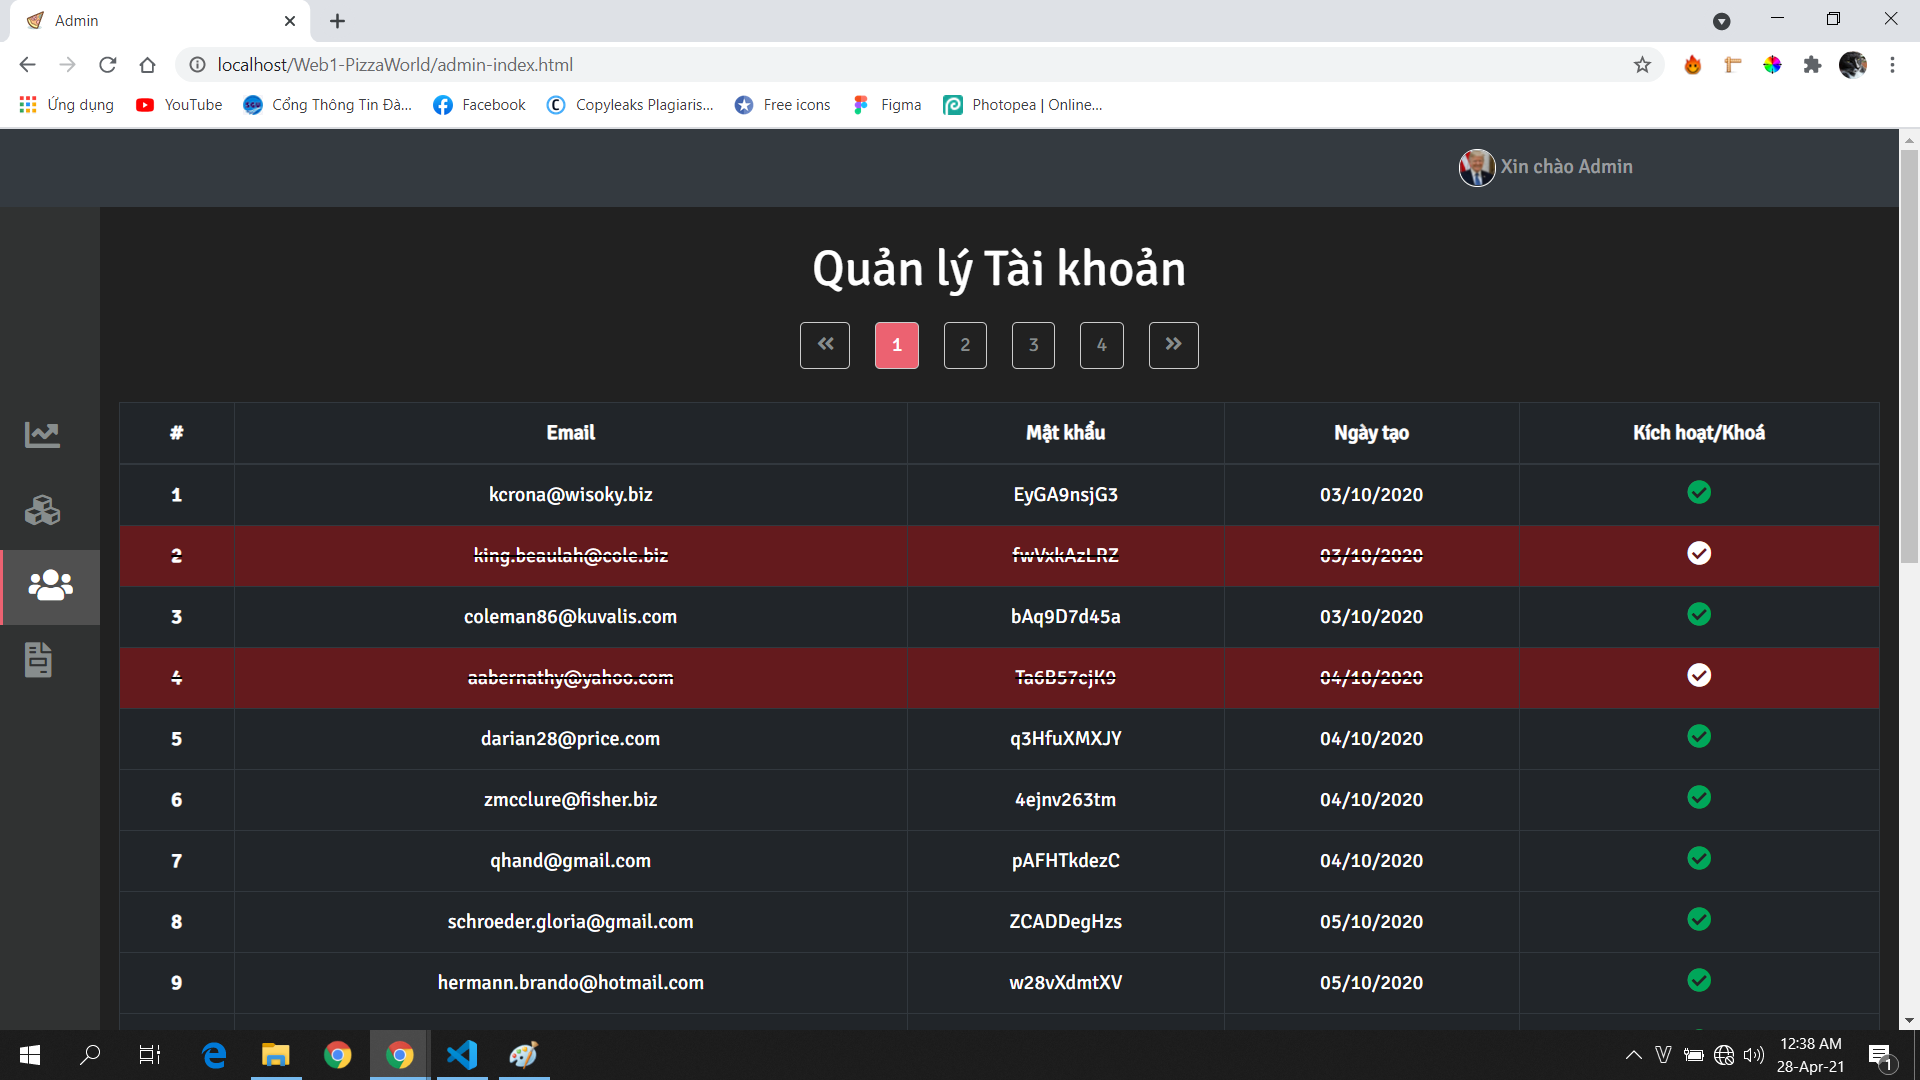 Admin
localhost/Web1-PizzaWorld/admin-index.html
Ứng dụng YouTube Cổng Thông Tin Đà... Facebook Copyleaks Plagiaris... Free icons Figma Photopea | Online...
Xin chào Admin
Quản lý Tài khoản
« 1 2 3 4 »
# Email Mật khẩu Ngày tạo Kích hoạt/Khoá
1 kcrona@wisoky.biz EyGA9nsjG3 03/10/2020
2 king.beaulah@cole.biz fwVxkAzLRZ 03/10/2020
3 coleman86@kuvalis.com bAq9D7d45a 03/10/2020
4 aabernathy@yahoo.com Ta6B57cjK9 04/10/2020
5 darian28@price.com q3HfuXMXJY 04/10/2020
6 zmcclure@fisher.biz 4ejnv263tm 04/10/2020
7 qhand@gmail.com pAFHTkdezC 04/10/2020
8 schroeder.gloria@gmail.com ZCADDegHzs 05/10/2020
9 hermann.brando@hotmail.com w28vXdmtXV 05/10/2020
12:38 AM
28-Apr-21
1